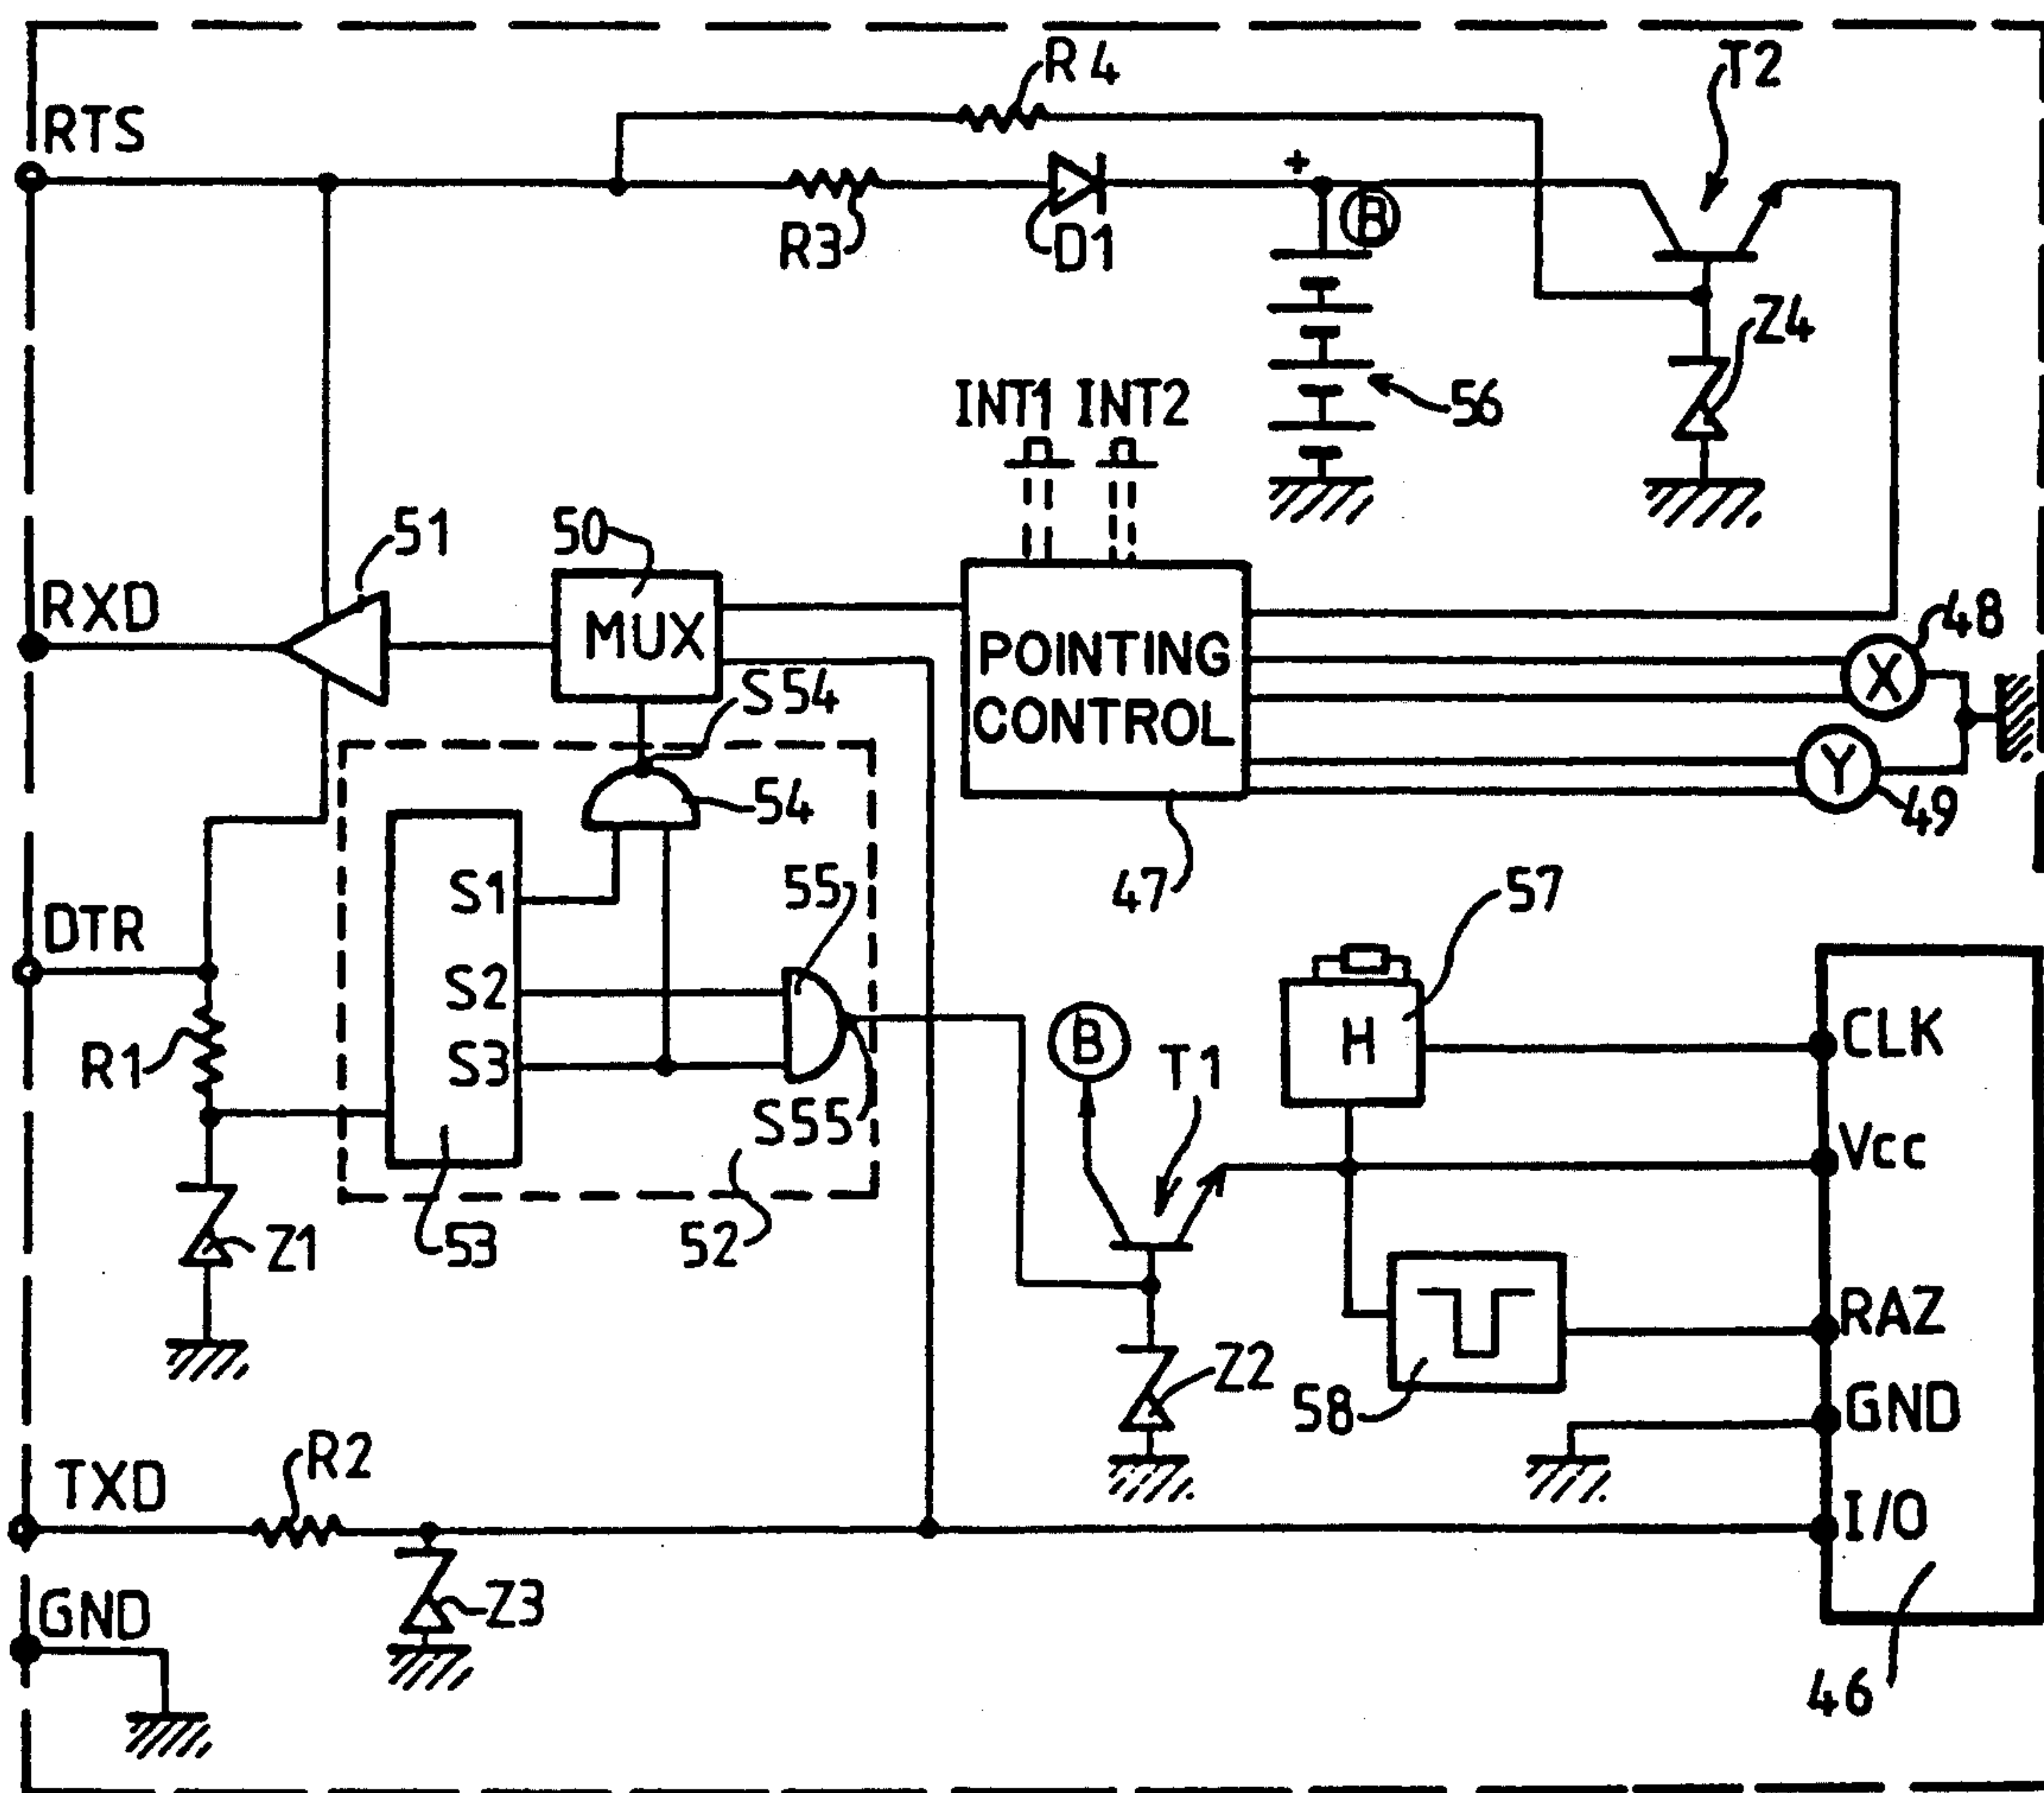 R4
T2
RTS
+
B
R3
D1
Z4
INT1 INT2
56
51
50
RXD
MUX
POINTING
CONTROL
48
X
S54
Y
54
49
S1
55
47
57
DTR
S2
CLK
B
T1
H
R1
S3
S55
Vcc
Z1
53
52
RAZ
Z2
58
GND
R2
TXD
I/O
Z3
GND
46